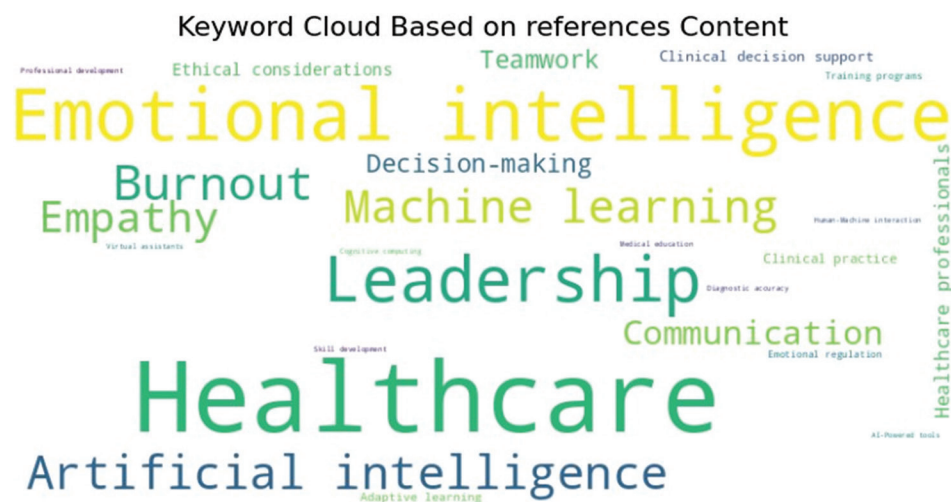 Keyword Cloud Based on references Content
Teamwork
Clinical decision support
Professional development
Ethical considerations
Training programs
Emotional intelligence
Decision-making
Burnout
Machine learning
Empathy
Human-Machine interaction
Virtual assistants
Medical education
Cognitive computing
Clinical practice
Leadership
Diagnostic accuracy
Healthcare professionals
Communication
Skill development
Emotional regulation
Healthcare
AI-Powered tools
Artificial intelligence
Adaptive learning